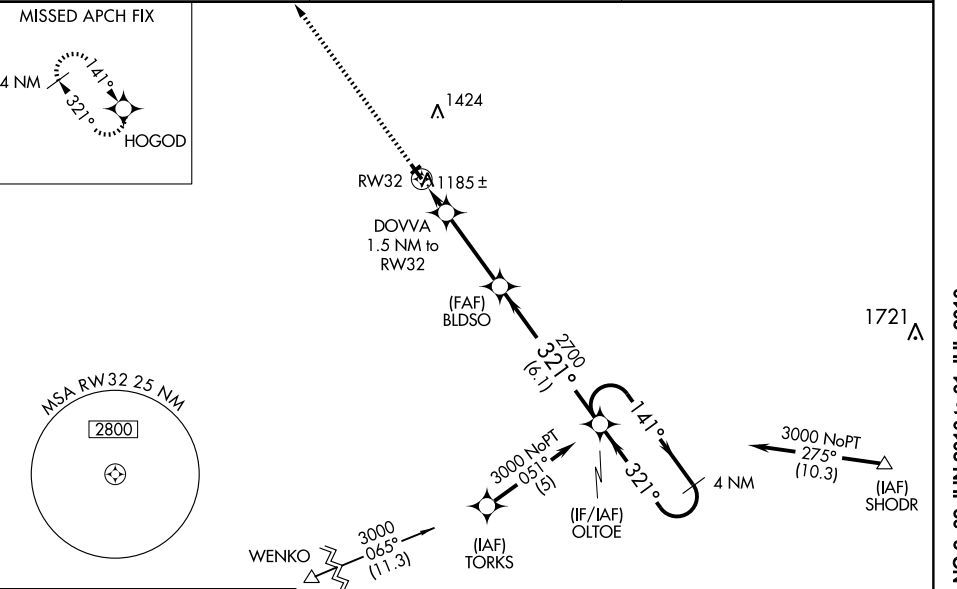 MISSED APCH FIX
4 NM
141°
321°
HOGOD
1424
RW32
1185 ±
DOVVA
1.5 NM to
RW32
(FAF)
BLDSO
1721
2700
321°
(6.1)
MSA RW32 25 NM
2800
141°
321°
4 NM
3000 NoPT
275°
(10.3)
(IAF)
SHODR
3000 NoPT
051°
(5)
(IF/IAF)
OLTOE
(IAF)
TORKS
WENKO
3000
065°
(11.3)